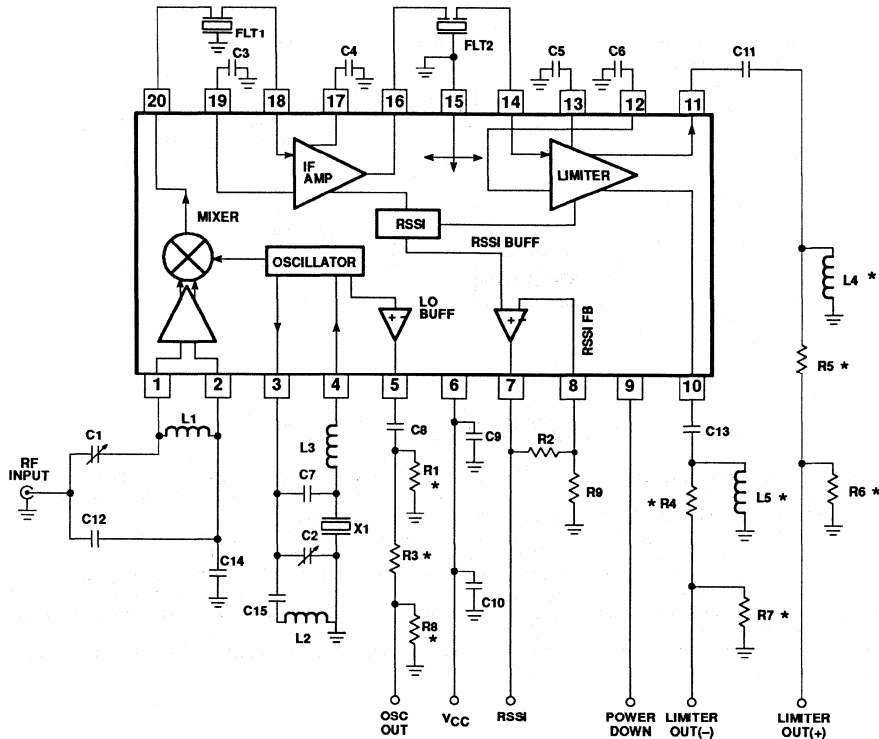 FLT1
FLT2
C3
C4
C5
C6
C11
20
19
18
17
16
15
14
13
12
11
IF
AMP
LIMITER
MIXER
RSSI
RSSI BUFF
OSCILLATOR
LO
BUFF
+ −
+ −
RSSI FB
L4 *
R5 *
1
2
3
4
5
6
7
8
9
10
L1
C1
RF
INPUT
C12
C14
L3
C7
X1
C2
C15
L2
C8
R1
*
R3 *
R8
*
C9
C10
R2
R9
C13
* R4
L5 *
R7 *
R6 *
OSC
OUT
VCC
RSSI
POWER
DOWN
LIMITER
OUT(–)
LIMITER
OUT(+)